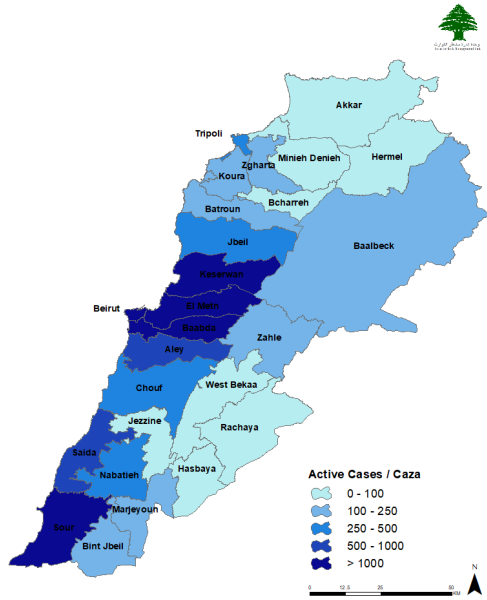 Akkar
Tripoli
Hermel
Minieh Denieh
Zgharta
Koura
Bcharreh
Batroun
Jbeil
Baalbeck
Keserwan
El Metn
Beirut
Baabda
Zahle
Aley
West Bekaa
Chouf
Jezzine
Rachaya
Saida
Hasbaya
Nabatieh
Marjeyoun
Sour
Bint Jbeil
Active Cases / Caza
0 - 100
100 - 250
250 - 500
500 - 1000
> 1000
N
0 12.5 25 50
KM